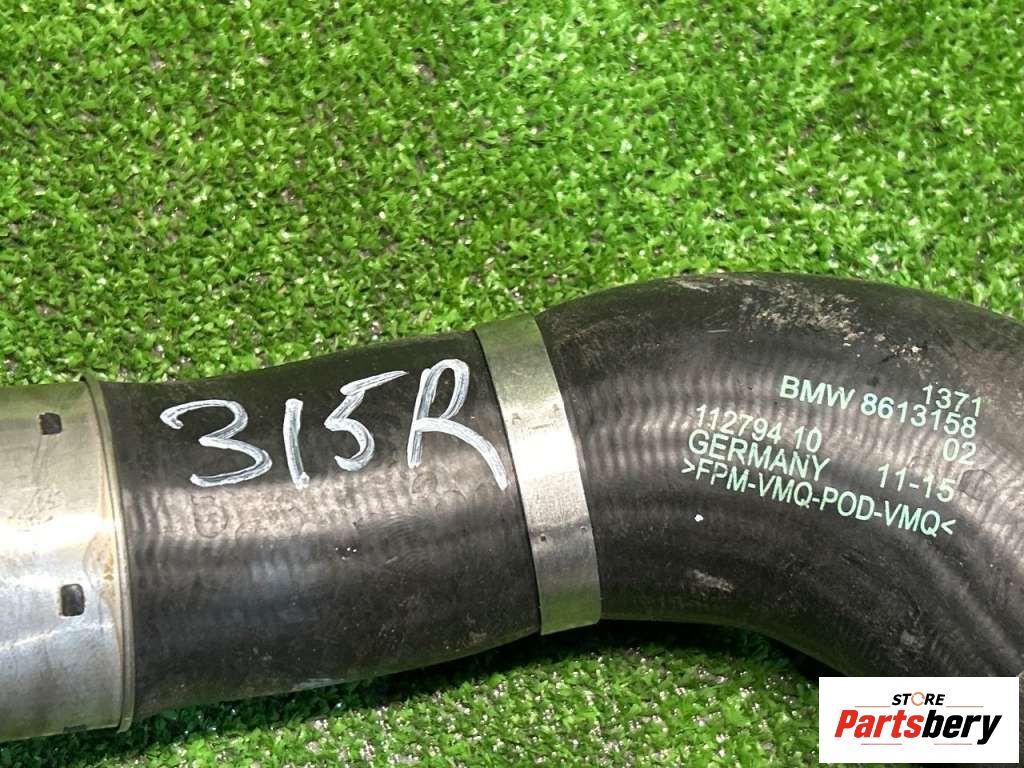 315R
1371
BMW 8613158
02
112794 10
GERMANY 11-15
>FPM-VMQ-POD-VMQ<
STORE
Partsbery